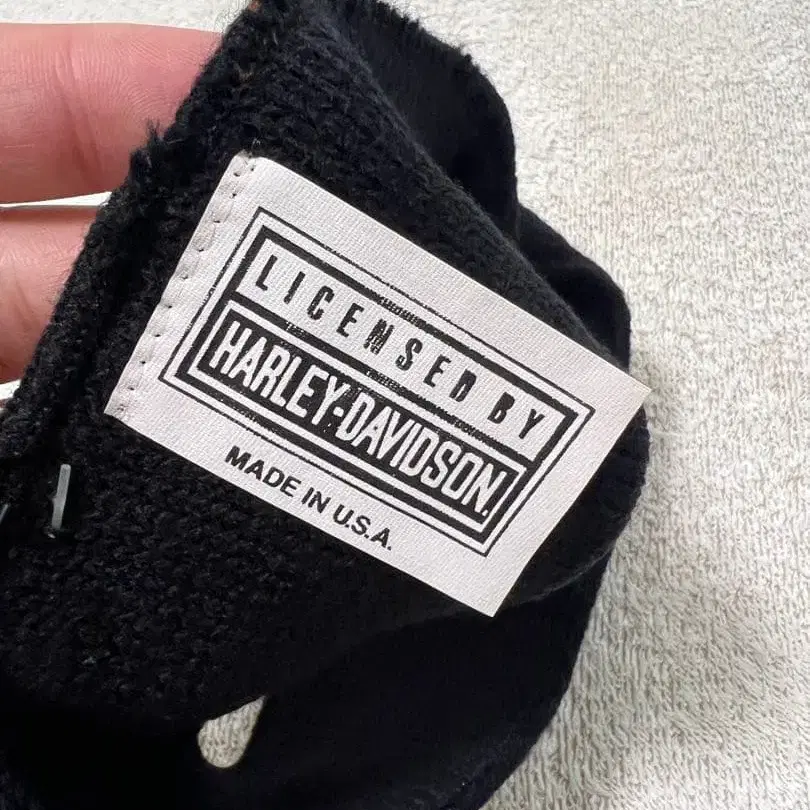 LICENSED BY
HARLEY-DAVIDSON.
MADE IN U.S.A.